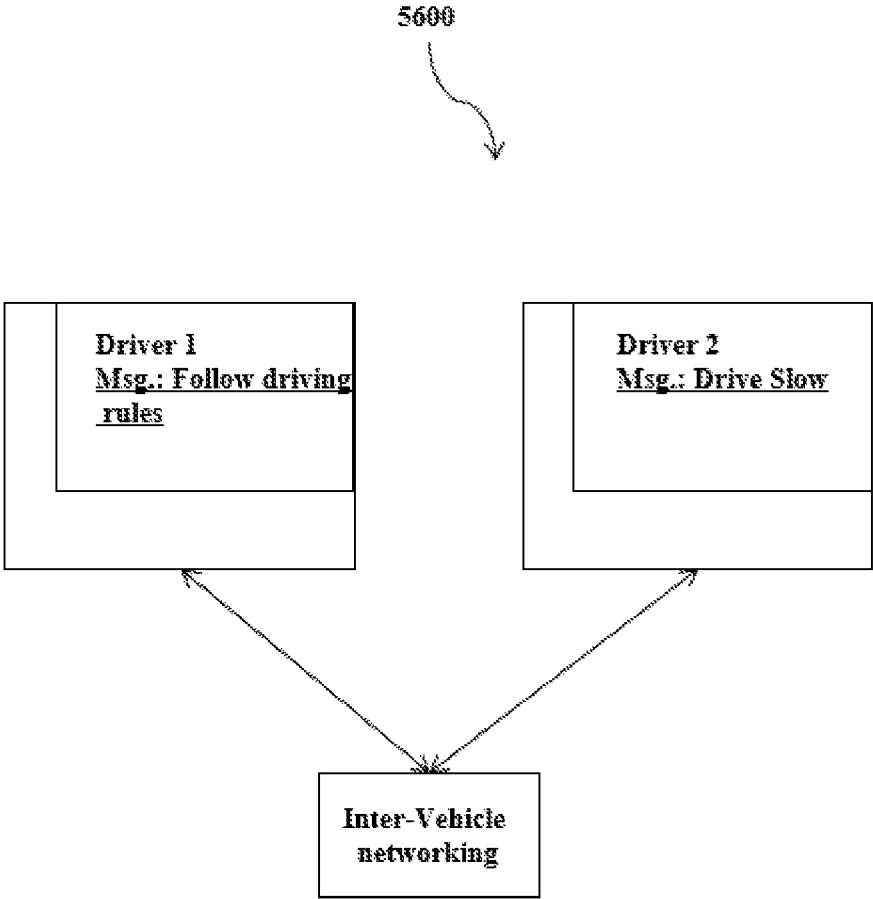 5600
Driver 1
Msg.: Follow driving
rules
Driver 2
Msg.: Drive Slow
Inter-Vehicle
networking